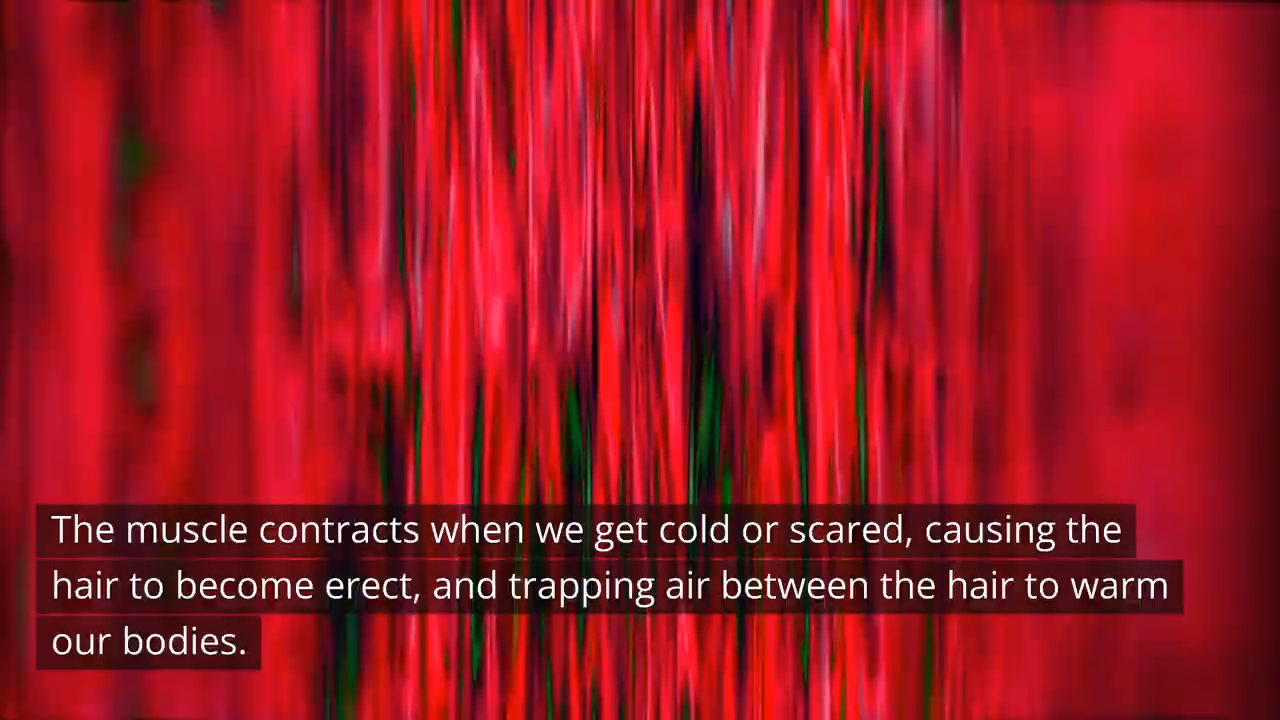 The muscle contracts when we get cold or scared, causing the
hair to become erect, and trapping air between the hair to warm
our bodies.